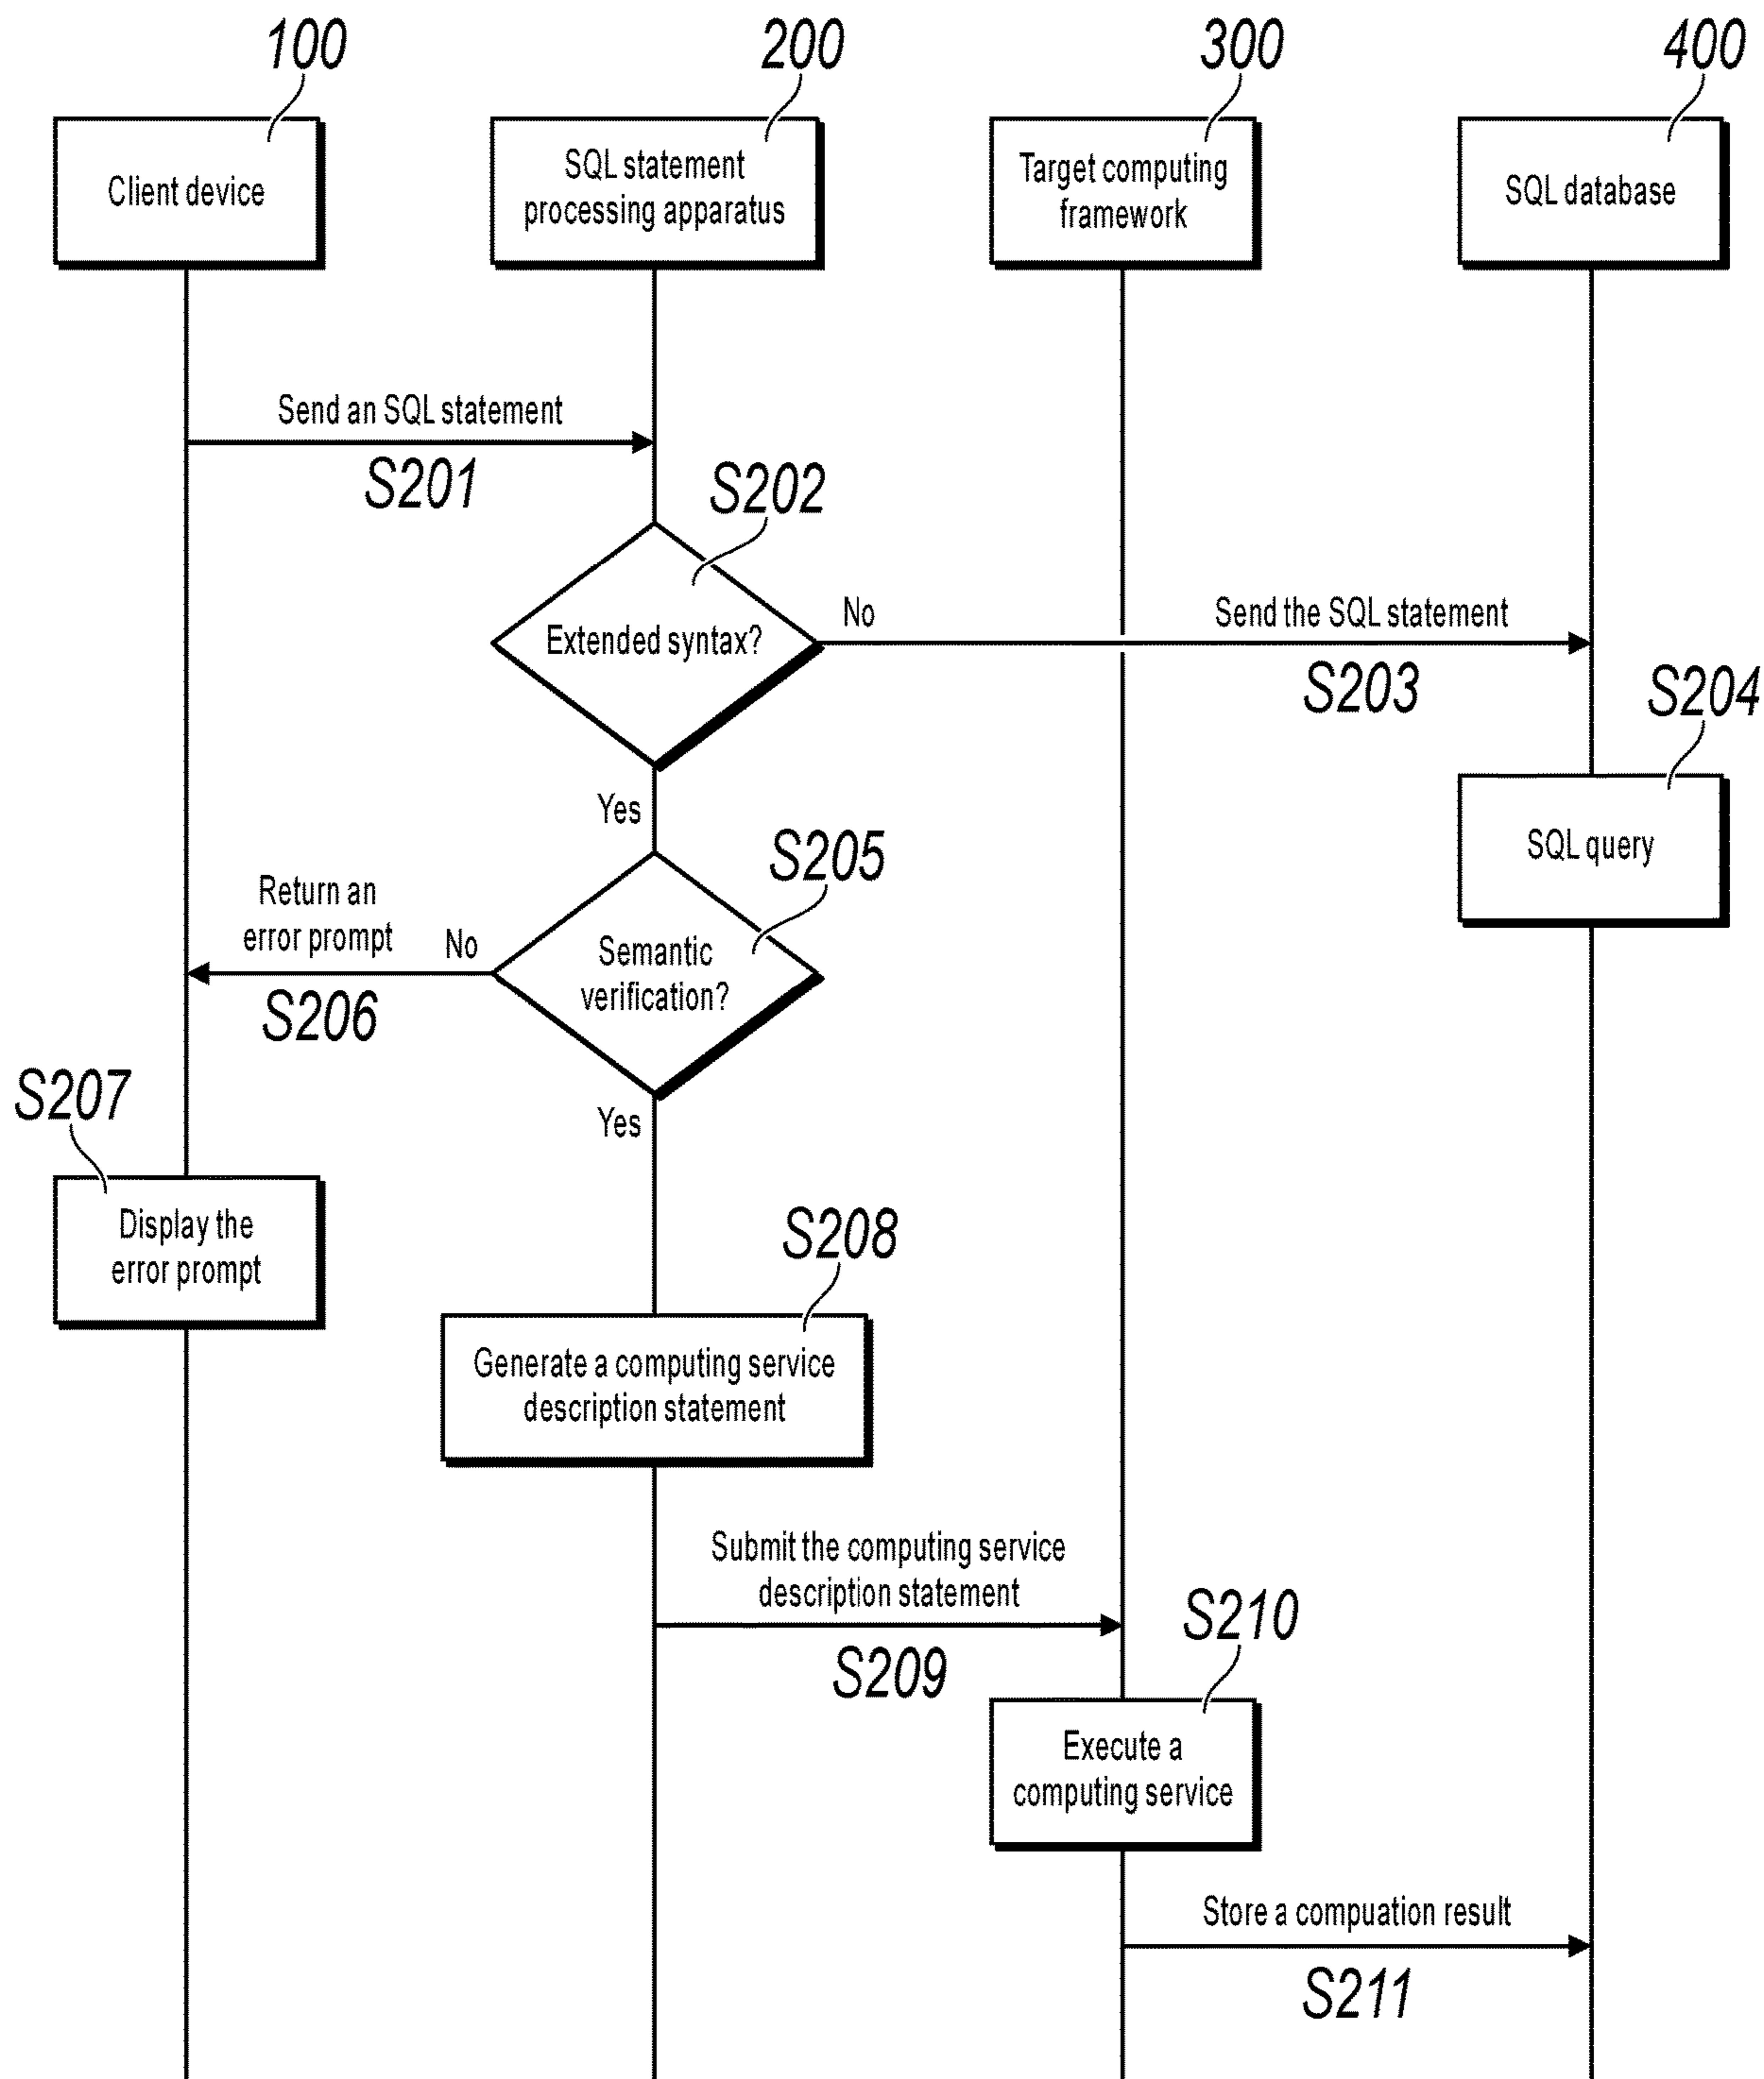 100
200
300
400
Client device
SQL statement
processing apparatus
Target computing
framework
SQL database
Send an SQL statement
S201
S202
Extended syntax?
No
Send the SQL statement
S203
S204
SQL query
Yes
S205
Return an
error prompt
No
Semantic
verification?
S206
S207
Yes
Display the
error prompt
S208
Generate a computing service
description statement
Submit the computing service
description statement
S209
S210
Execute a
computing service
Store a compuation result
S211